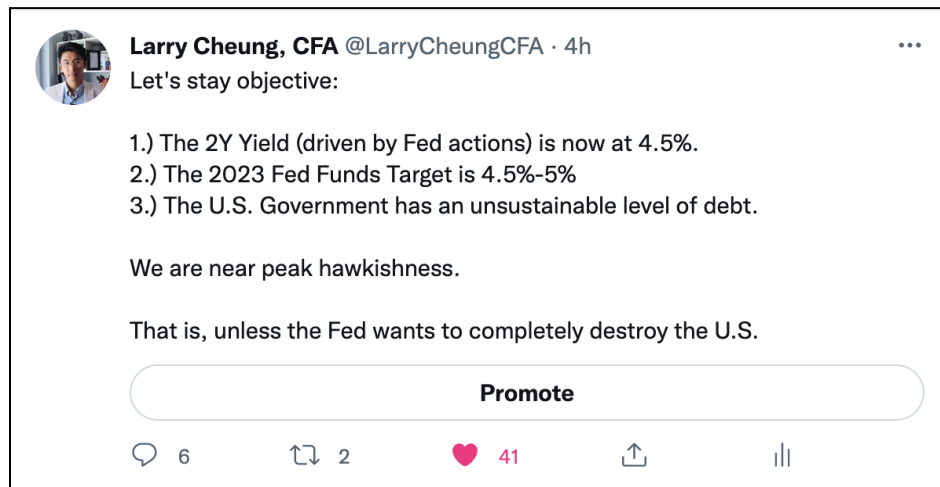 Larry Cheung, CFA @LarryCheungCFA · 4h
Let's stay objective:
1.) The 2Y Yield (driven by Fed actions) is now at 4.5%.
2.) The 2023 Fed Funds Target is 4.5%-5%
3.) The U.S. Government has an unsustainable level of debt.
We are near peak hawkishness.
That is, unless the Fed wants to completely destroy the U.S.
Promote
6 2 41